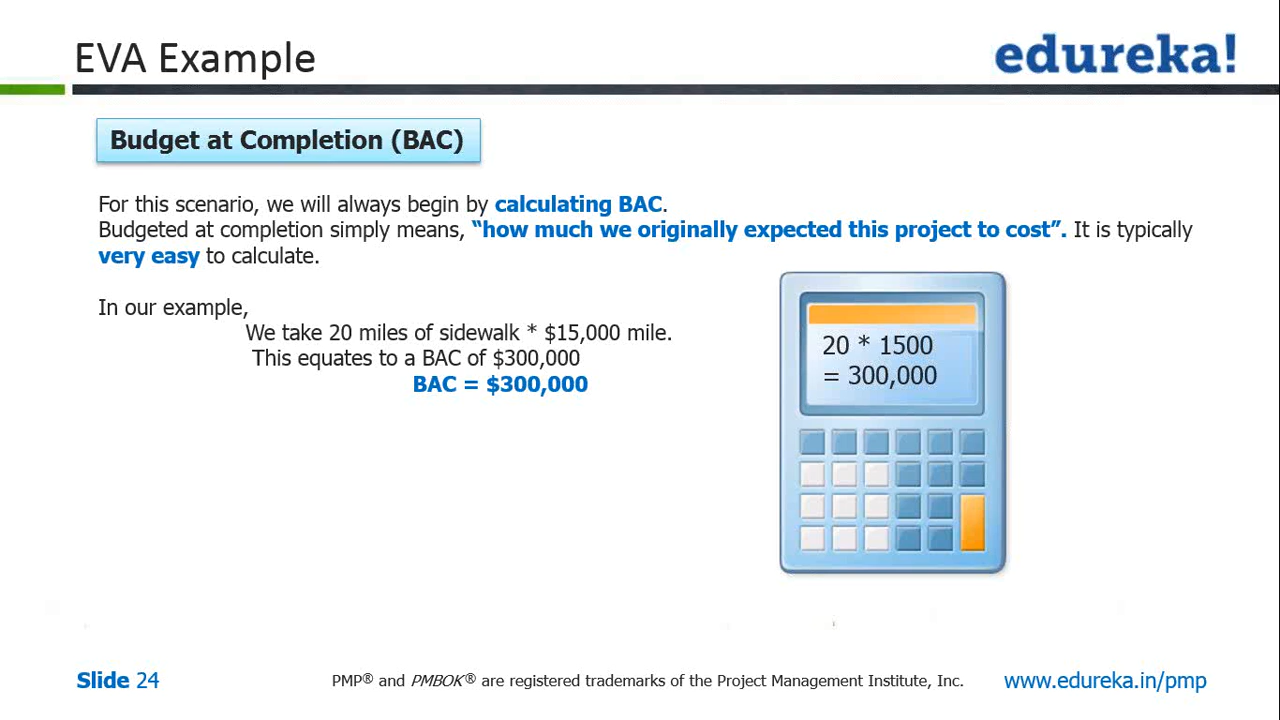 EVA Example
edureka!
Budget at Completion (BAC)
For this scenario, we will always begin by calculating BAC.
Budgeted at completion simply means, “how much we originally expected this project to cost”. It is typically
very easy to calculate.
In our example,
We take 20 miles of sidewalk * $15,000 mile.
This equates to a BAC of $300,000
BAC = $300,000
20 * 1500
= 300,000
Slide 24
PMP® and PMBOK® are registered trademarks of the Project Management Institute, Inc.
www.edureka.in/pmp